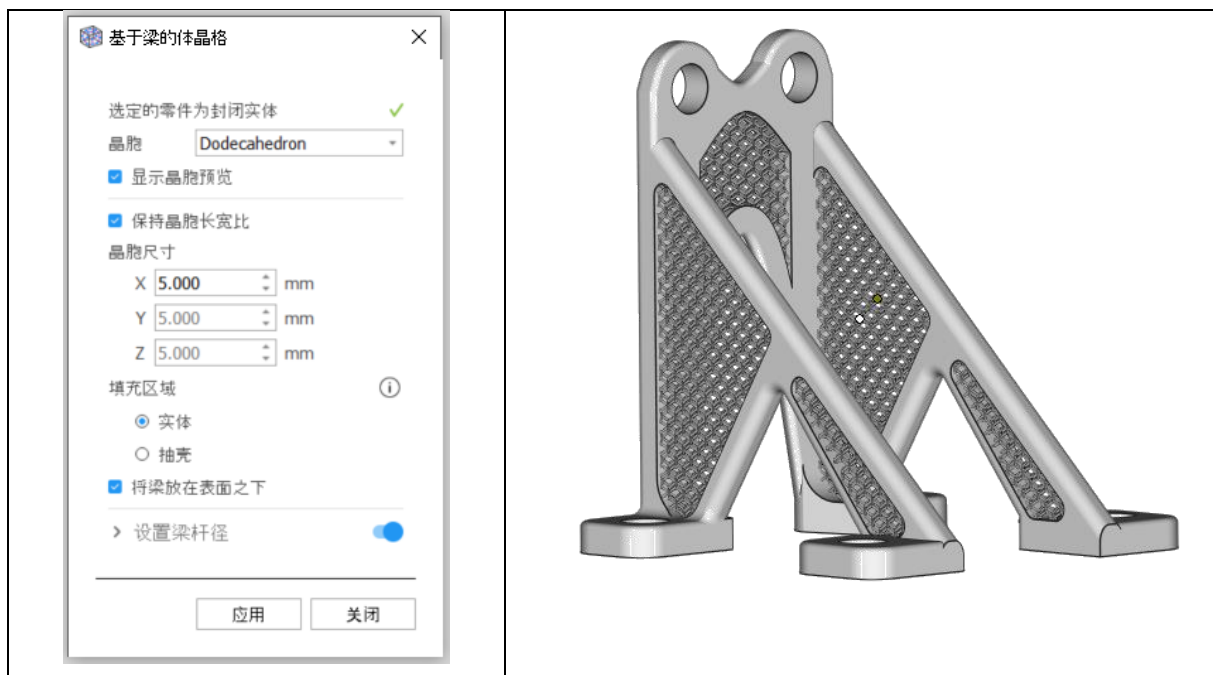 基于梁的体晶格
选定的零件为封闭实体
晶胞 Dodecahedron
显示晶胞预览
保持晶胞长宽比
晶胞尺寸
X 5.000 mm
Y 5.000 mm
Z 5.000 mm
填充区域
实体
抽壳
将梁放在表面之下
设置梁杆径
应用 关闭